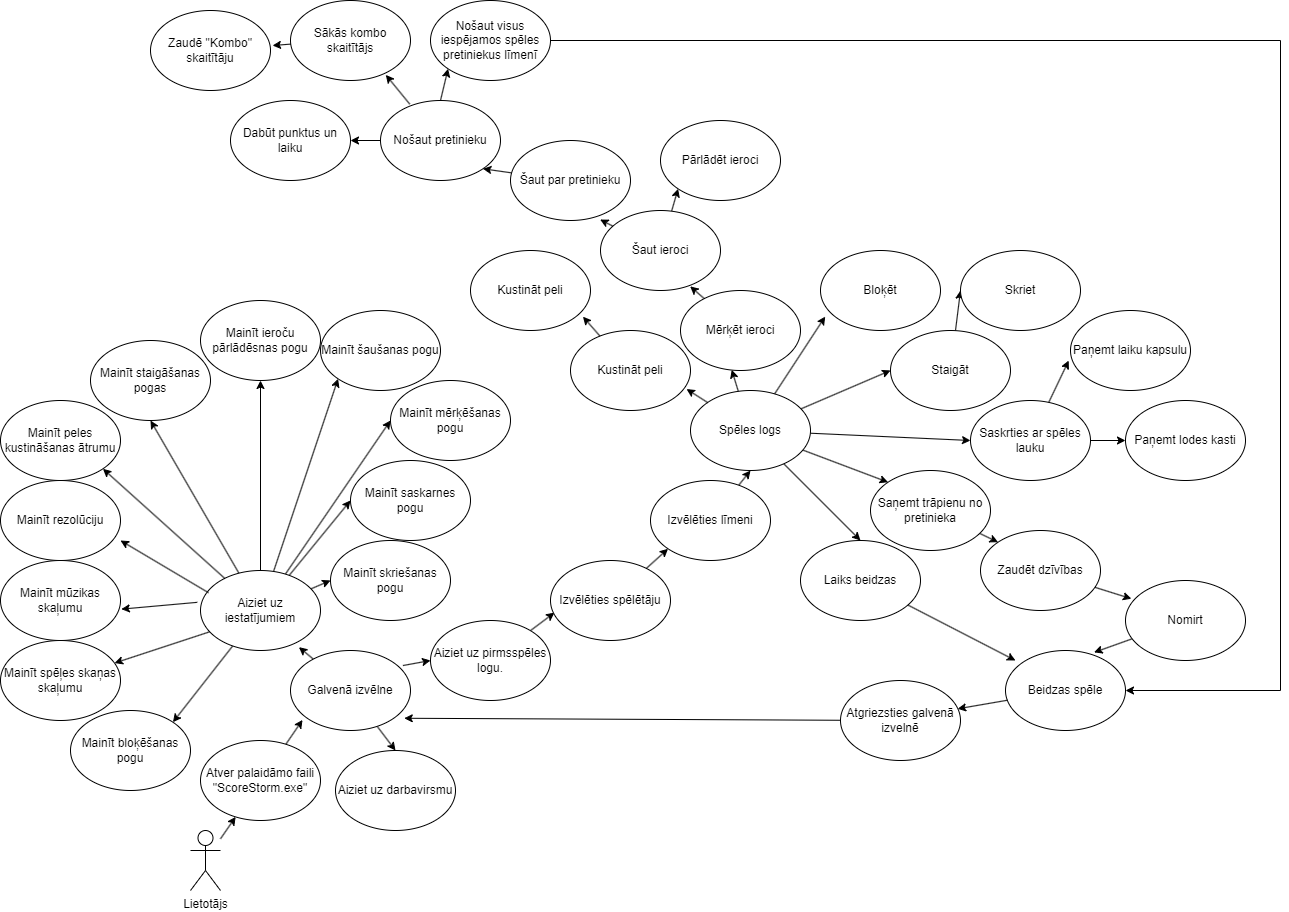 Zaudē "Kombo"
skaitītāju
Sākās kombo
skaitītājs
Nošaut visus
iespējamos spēles
pretiniekus līmenī
Dabūt punktus un
laiku
Nošaut pretinieku
Šaut par pretinieku
Pārlādēt ieroci
Šaut ieroci
Kustināt peli
Bloķēt
Skriet
Mērķēt ieroci
Kustināt peli
Staigāt
Paņemt laiku kapsulu
Mainīt ieroču
pārlādēsnas pogu
Mainīt šaušanas pogu
Mainīt staigāšanas
pogas
Mainīt mērķēšanas
pogu
Mainīt peles
kustināšanas ātrumu
Spēles logs
Saskrties ar spēles
lauku
Paņemt lodes kasti
Mainīt saskarnes
pogu
Mainīt rezolūciju
Izvēlēties līmeni
Saņemt trāpienu no
pretinieka
Mainīt skriešanas
pogu
Laiks beidzas
Zaudēt dzīvības
Mainīt mūzikas
skaļumu
Aiziet uz
iestatījumiem
Izvēlēties spēlētāju
Nomirt
Mainīt spēles skaņas
skaļumu
Aiziet uz pirmsspēles
logu.
Galvenā izvēlne
Beidzas spēle
Atgriezsties galvenā
izvelnē
Mainīt bloķēšanas
pogu
Atver palaidāmo faili
"ScoreStorm.exe"
Aiziet uz darbavirsmu
Lietotājs